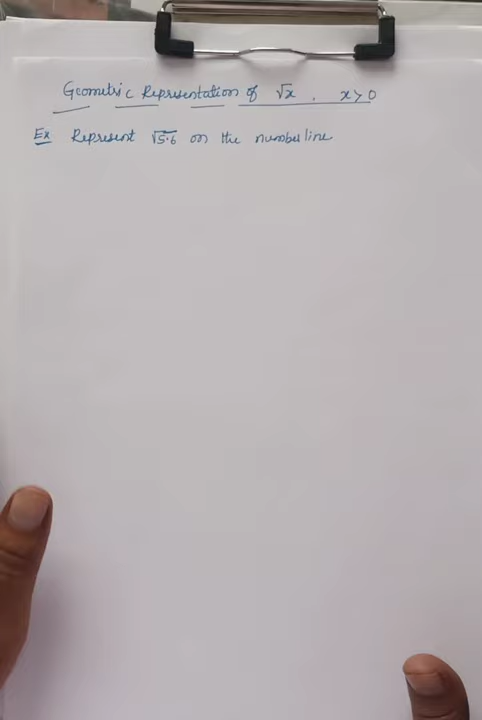 Geometric Representation of √x , x > 0
Ex Represent √5.6 on the number line